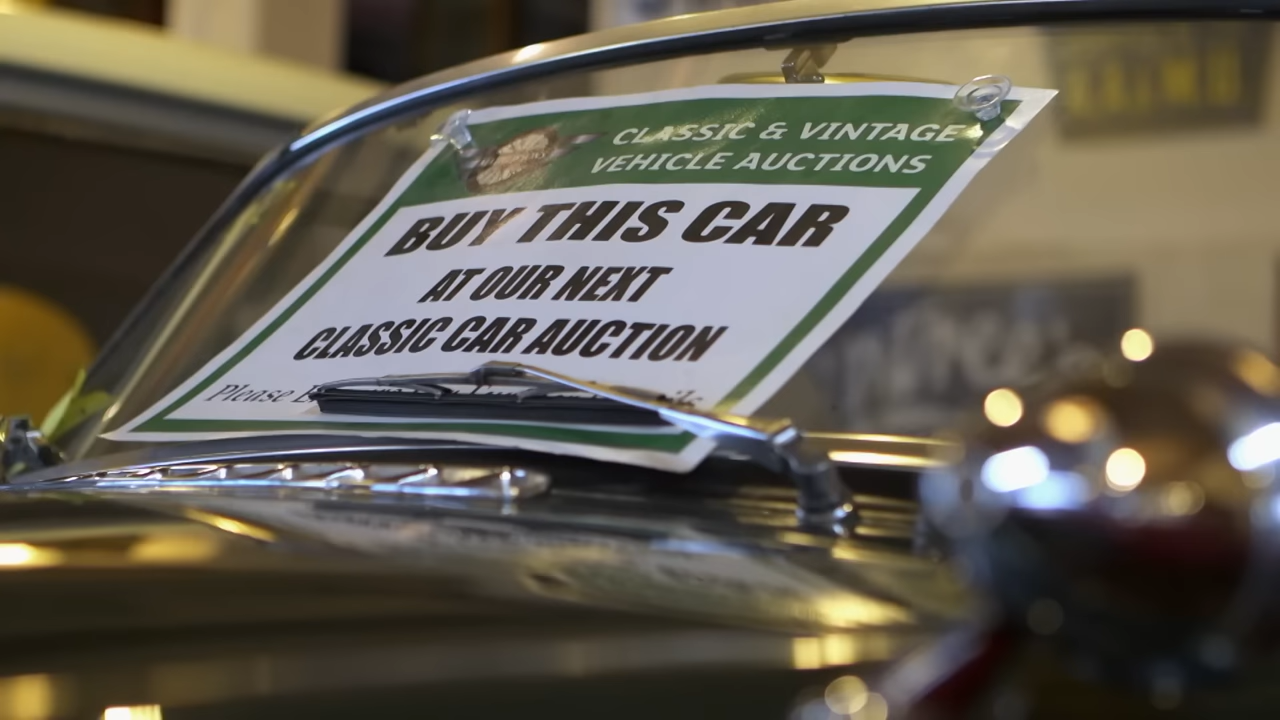 CLASSIC & VINTAGE
VEHICLE AUCTIONS
BUY THIS CAR
AT OUR NEXT
CLASSIC CAR AUCTION
Please